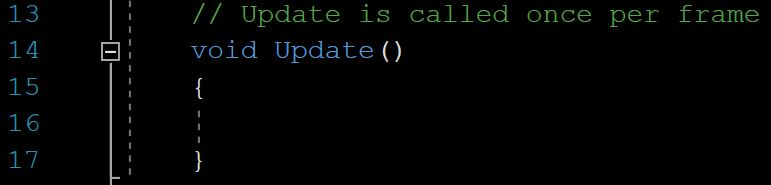 13 // Update is called once per frame
14 void Update()
15 {
16
17 }